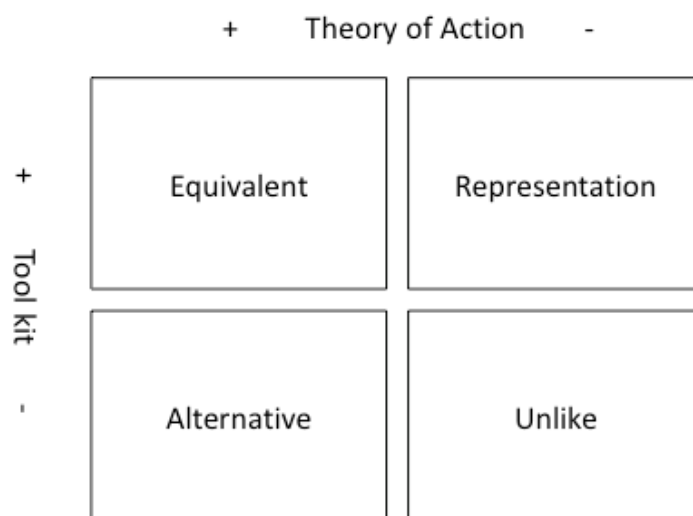 + Theory of Action -
+ Tool kit -
Equivalent
Representation
Alternative
Unlike